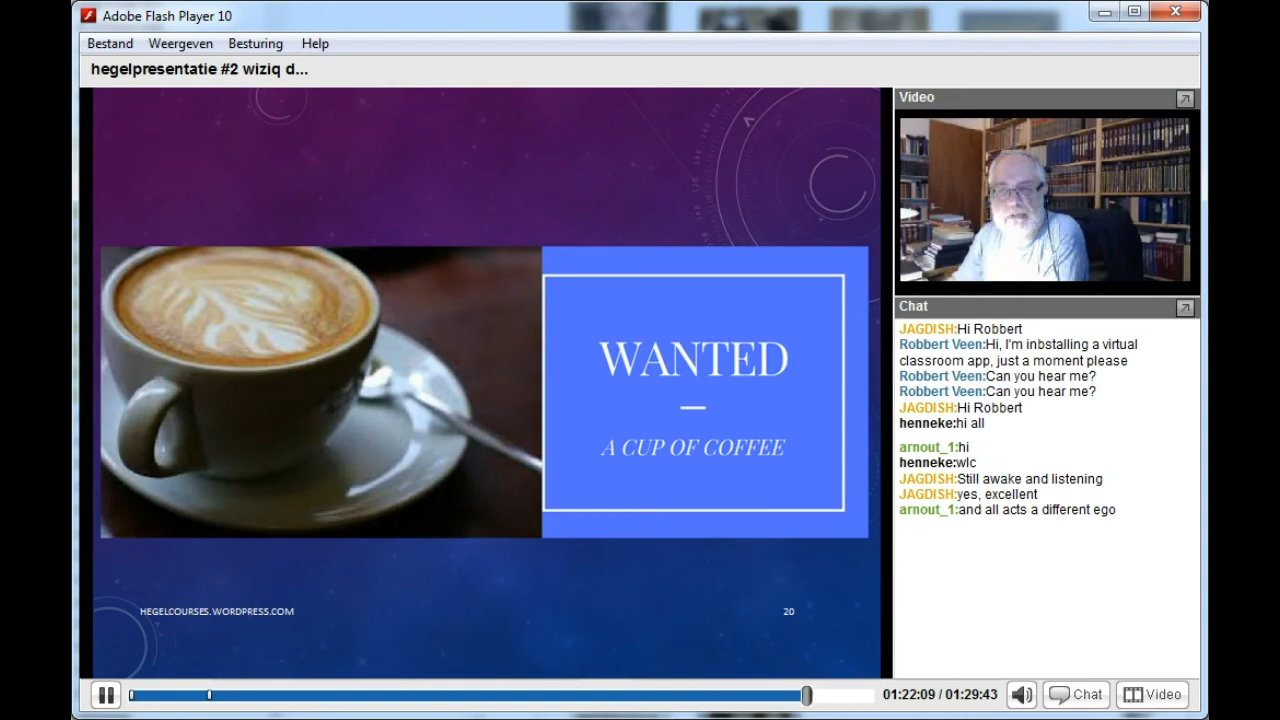 Adobe Flash Player 10
Bestand Weergeven Besturing Help
hegelpresentatie #2 wiziq d...
WANTED
A CUP OF COFFEE
HEGELCOURSES.WORDPRESS.COM
20
Video
Chat
JAGDISH:Hi Robbert
Robbert Veen:Hi, I'm inbstalling a virtual
classroom app, just a moment please
Robbert Veen:Can you hear me?
Robbert Veen:Can you hear me?
JAGDISH:Hi Robbert
henneke:hi all
arnout_1:hi
henneke:wlc
JAGDISH:Still awake and listening
JAGDISH:yes, excellent
arnout_1:and all acts a different ego
01:22:09 / 01:29:43
Chat
Video